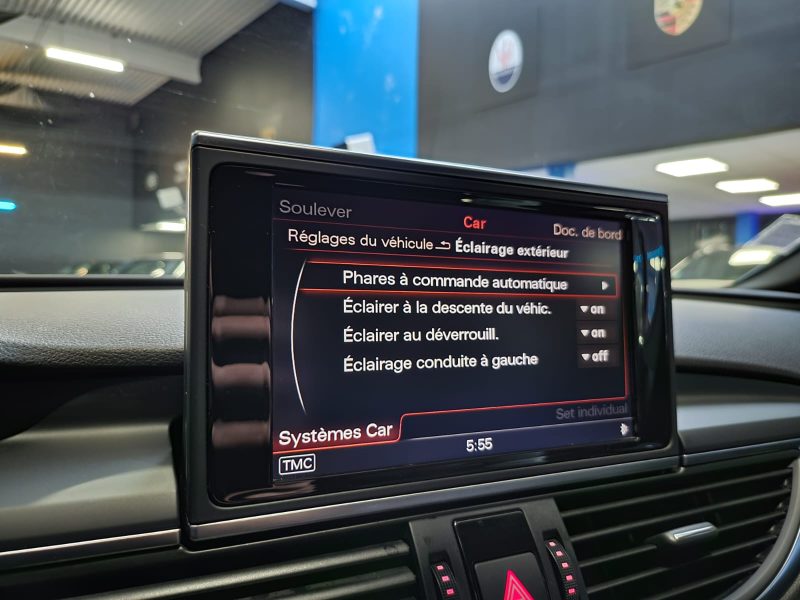 Soulever
Car
Doc. de bord
Réglages du véhicule Éclairage extérieur
Phares à commande automatique
Éclairer à la descente du véhic. on
Éclairer au déverrouill. on
Éclairage conduite à gauche off
Set individual
Systèmes Car
5:55
TMC